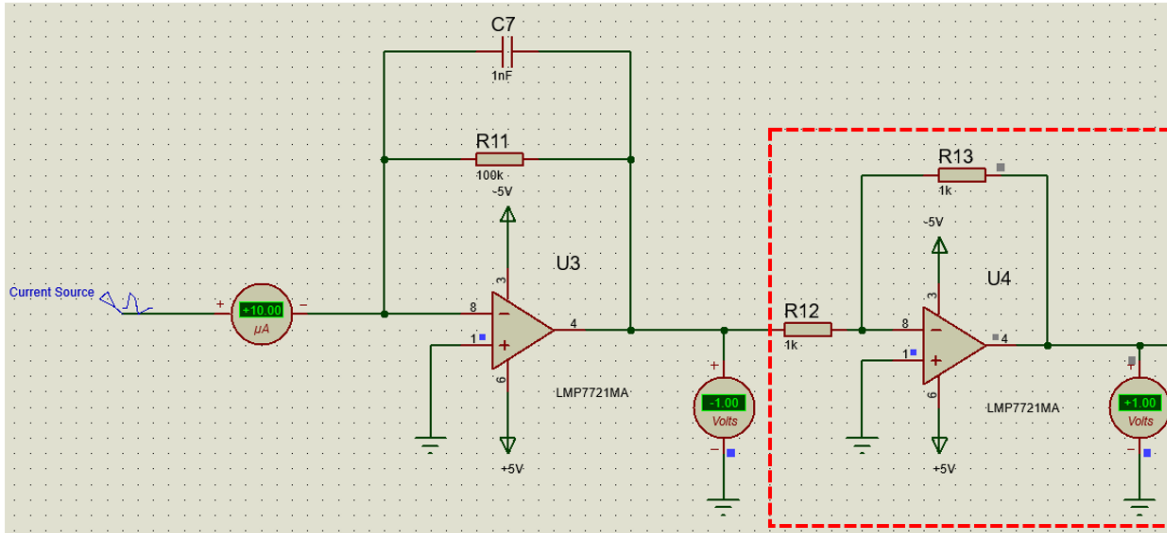 C7
1nF
R11
100k
~5V
U3
Current Source
+
+10.00
µA
−
3
8
−
1
+
4
6
LMP7721MA
+5V
+
-1.00
Volts
−
R13
1k
~5V
U4
R12
1k
3
8
−
1
+
4
6
LMP7721MA
+5V
+
+1.00
Volts
−